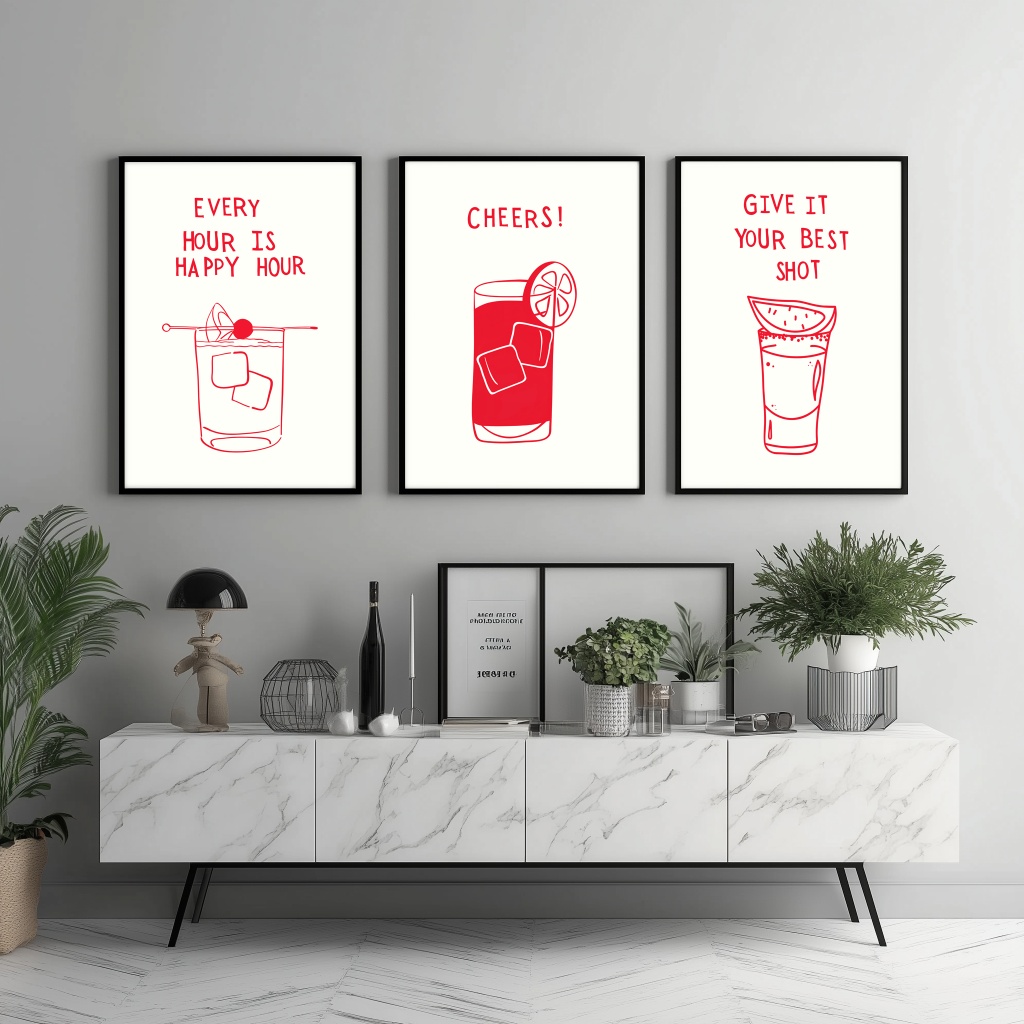 EVERY
HOUR IS
HAPPY HOUR
CHEERS!
GIVE IT
YOUR BEST
SHOT